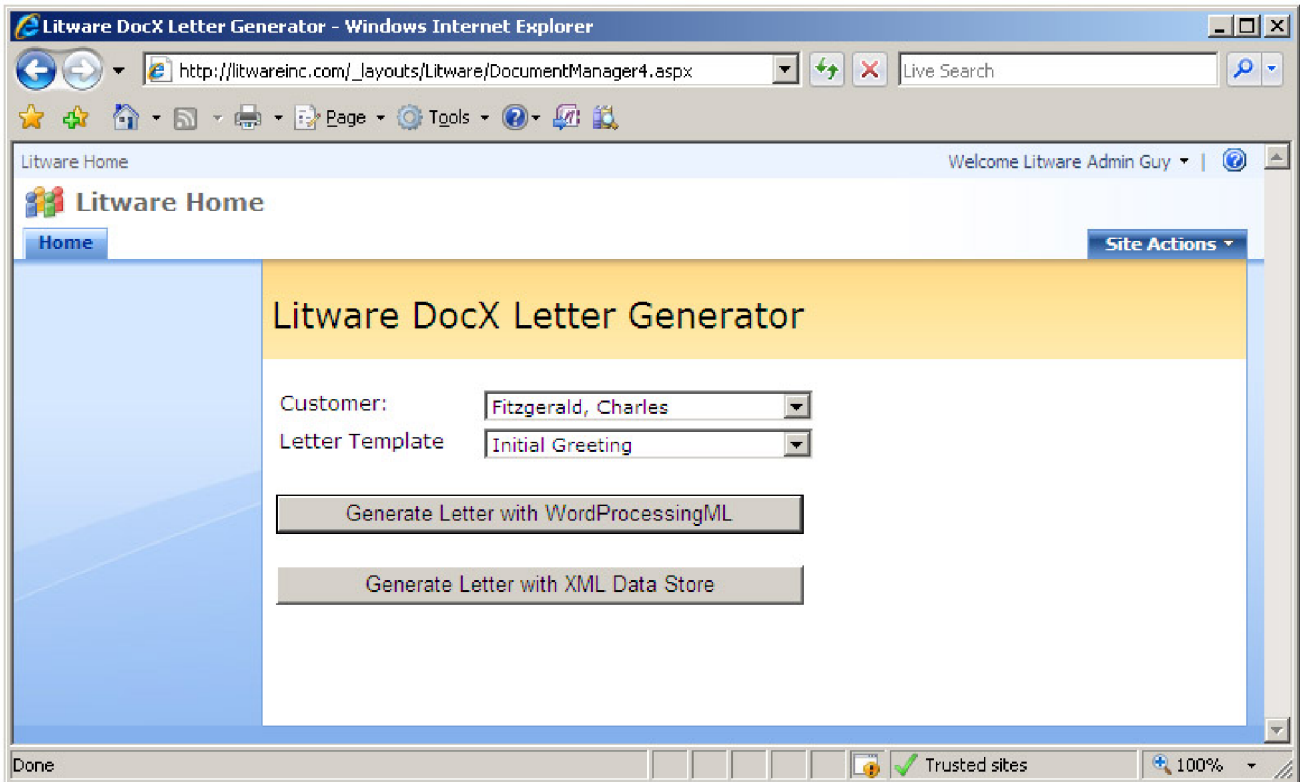 Litware DocX Letter Generator - Windows Internet Explorer
http://litwareinc.com/_layouts/Litware/DocumentManager4.aspx
Live Search
Page
Tools
Litware Home
Welcome Litware Admin Guy
Litware Home
Home
Site Actions
Litware DocX Letter Generator
Customer:
Fitzgerald, Charles
Letter Template
Initial Greeting
Generate Letter with WordProcessingML
Generate Letter with XML Data Store
Done
Trusted sites
100%